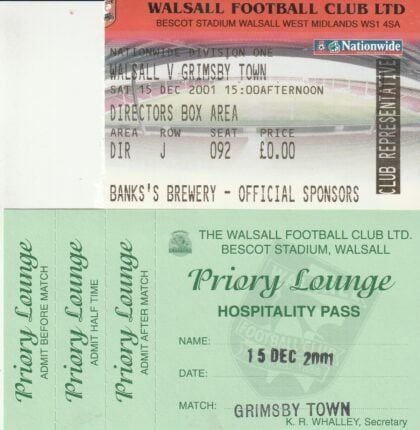 WALSALL FOOTBALL CLUB LTD
BESCOT STADIUM WALSALL WEST MIDLANDS WS1 4SA
Nationwide
NATIONWIDE DIVISION ONE
WALSALL V GRIMSBY TOWN
SAT 15 DEC 2001 15:00AFTERNOON
DIRECTORS BOX AREA
AREA ROW SEAT PRICE
DIR J 092 £0.00
BANKS'S BREWERY - OFFICIAL SPONSORS
CLUB REPRESENTATIVE
Priory Lounge
ADMIT BEFORE MATCH
Priory Lounge
ADMIT HALF TIME
Priory Lounge
ADMIT AFTER MATCH
THE WALSALL FOOTBALL CLUB LTD.
BESCOT STADIUM, WALSALL
Priory Lounge
HOSPITALITY PASS
NAME:
15 DEC 2001
DATE:
MATCH: GRIMSBY TOWN
K. R. WHALLEY, Secretary